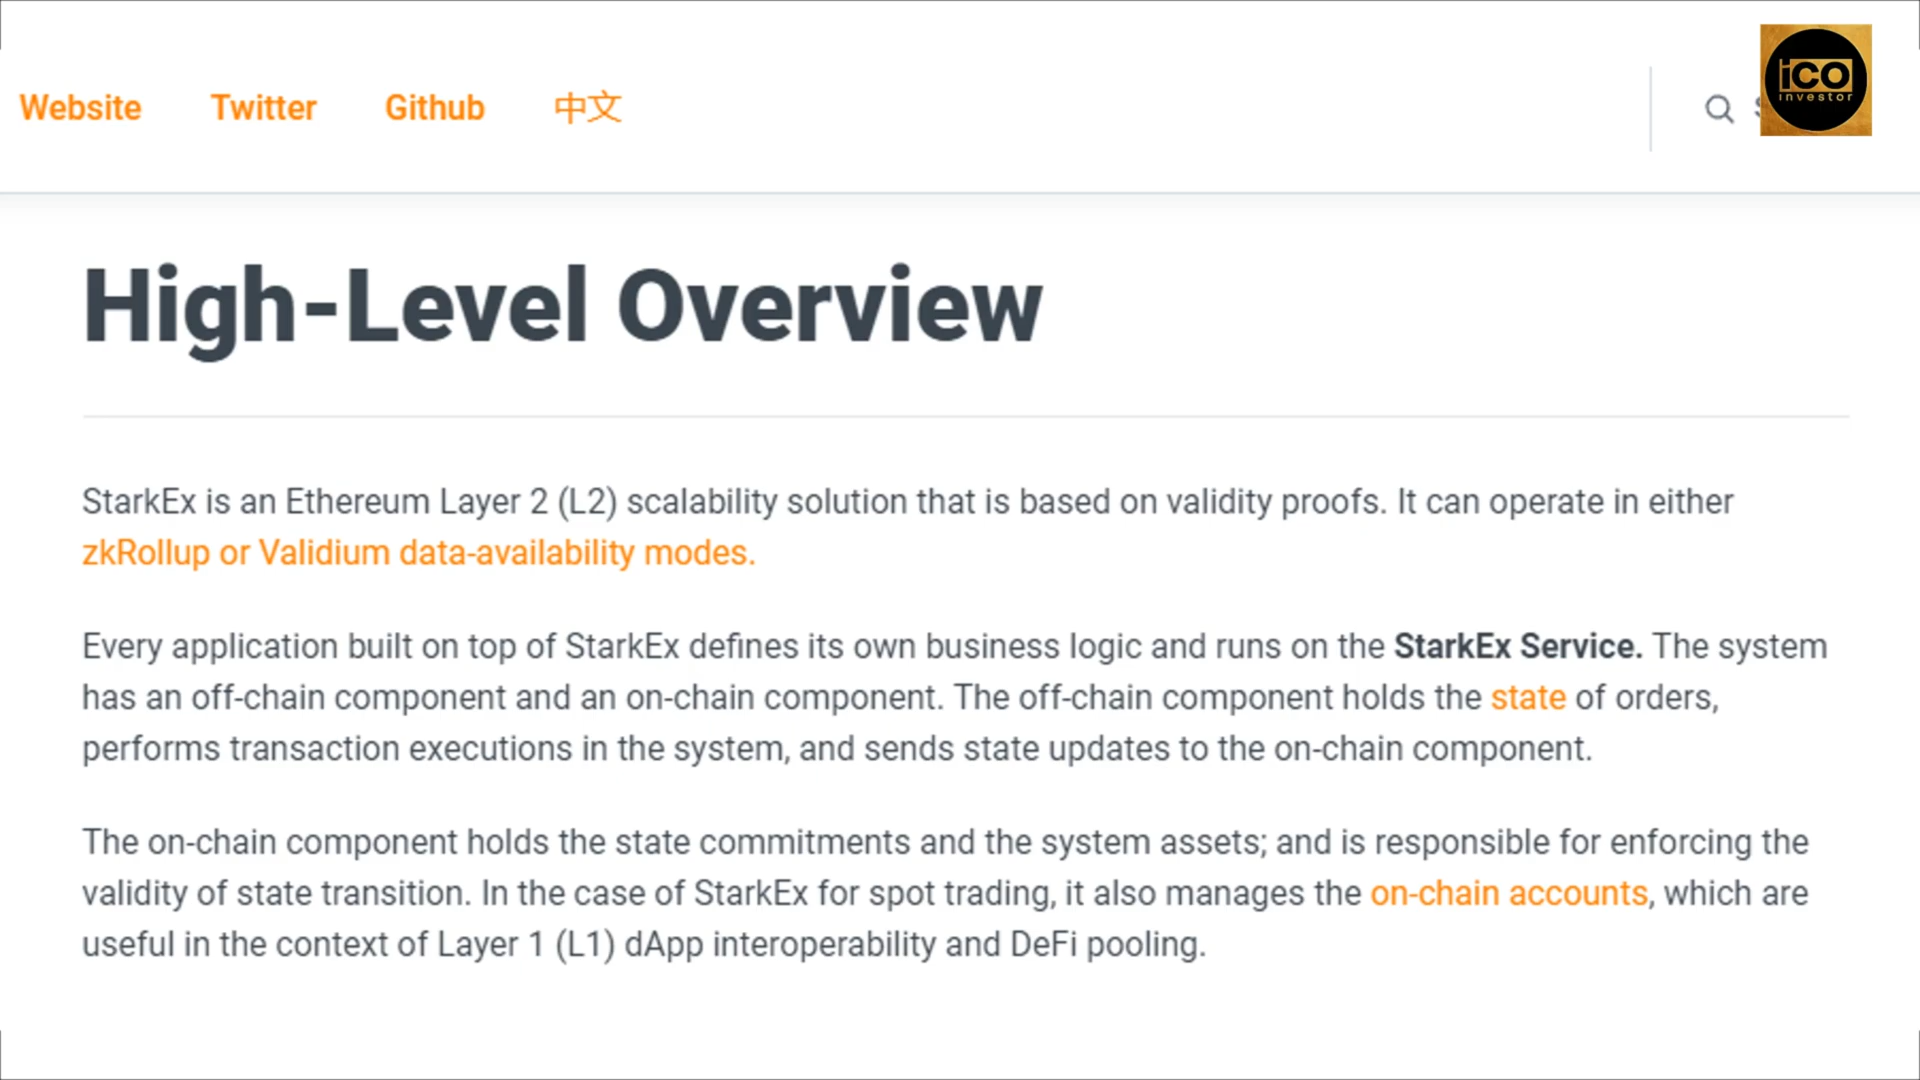 Website Twitter Github 中文
iCO
investor
High-Level Overview
StarkEx is an Ethereum Layer 2 (L2) scalability solution that is based on validity proofs. It can operate in either
zkRollup or Validium data-availability modes.
Every application built on top of StarkEx defines its own business logic and runs on the StarkEx Service. The system
has an off-chain component and an on-chain component. The off-chain component holds the state of orders,
performs transaction executions in the system, and sends state updates to the on-chain component.
The on-chain component holds the state commitments and the system assets; and is responsible for enforcing the
validity of state transition. In the case of StarkEx for spot trading, it also manages the on-chain accounts, which are
useful in the context of Layer 1 (L1) dApp interoperability and DeFi pooling.